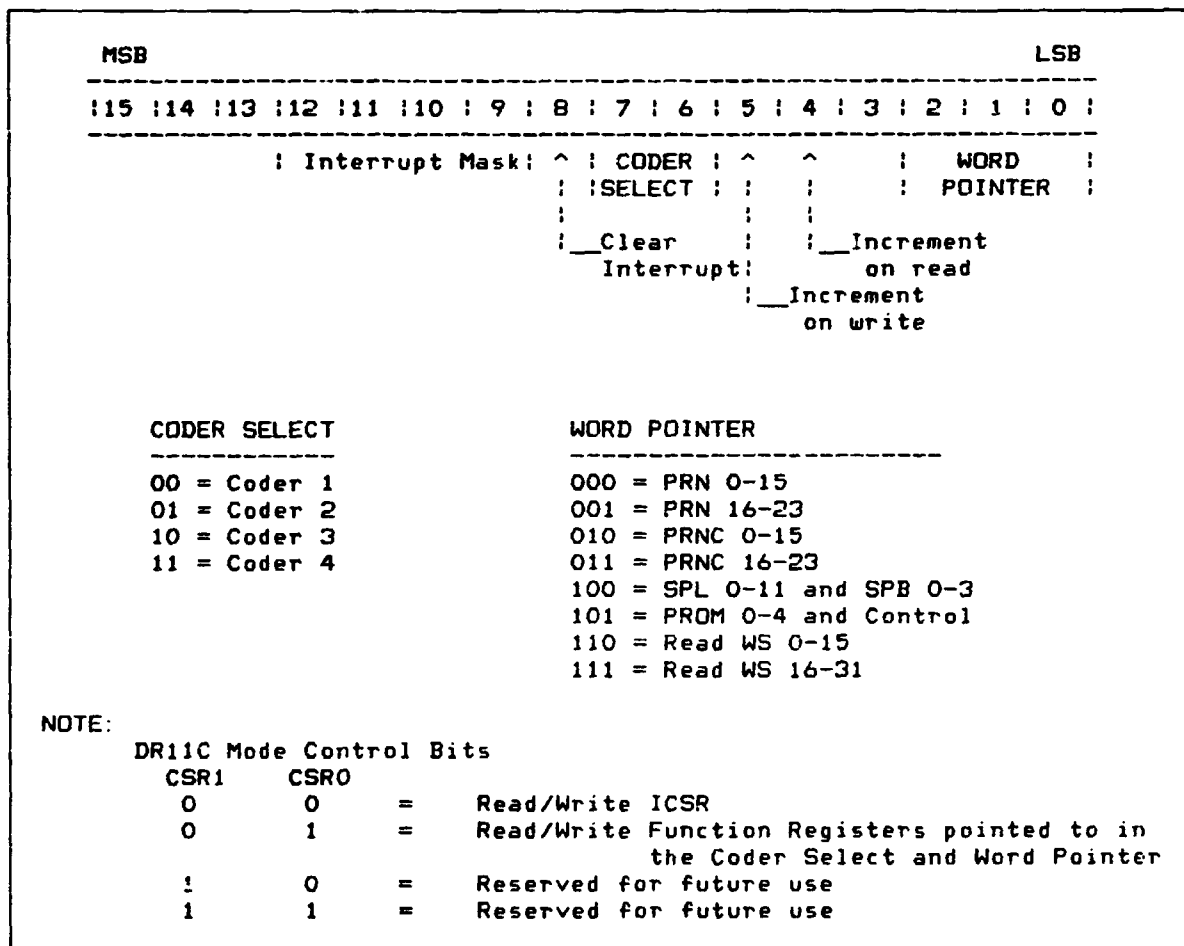 MSB LSB
------------------------------------------------
:15 :14 :13 :12 :11 :10 : 9 : 8 : 7 : 6 : 5 : 4 : 3 : 2 : 1 : 0 :
------------------------------------------------
: Interrupt Mask: ^ : CODER : ^ ^ : WORD :
: :SELECT : : : : POINTER :
: : :
:__Clear : :__Increment
Interrupt: on read
:__Increment
on write
CODER SELECT WORD POINTER
------------- -------------------------
00 = Coder 1 000 = PRN 0-15
01 = Coder 2 001 = PRN 16-23
10 = Coder 3 010 = PRNC 0-15
11 = Coder 4 011 = PRNC 16-23
100 = SPL 0-11 and SPB 0-3
101 = PROM 0-4 and Control
110 = Read WS 0-15
111 = Read WS 16-31
NOTE:
DR11C Mode Control Bits
CSR1 CSR0
0 0 = Read/Write ICSR
0 1 = Read/Write Function Registers pointed to in
the Coder Select and Word Pointer
1 0 = Reserved for future use
1 1 = Reserved for future use